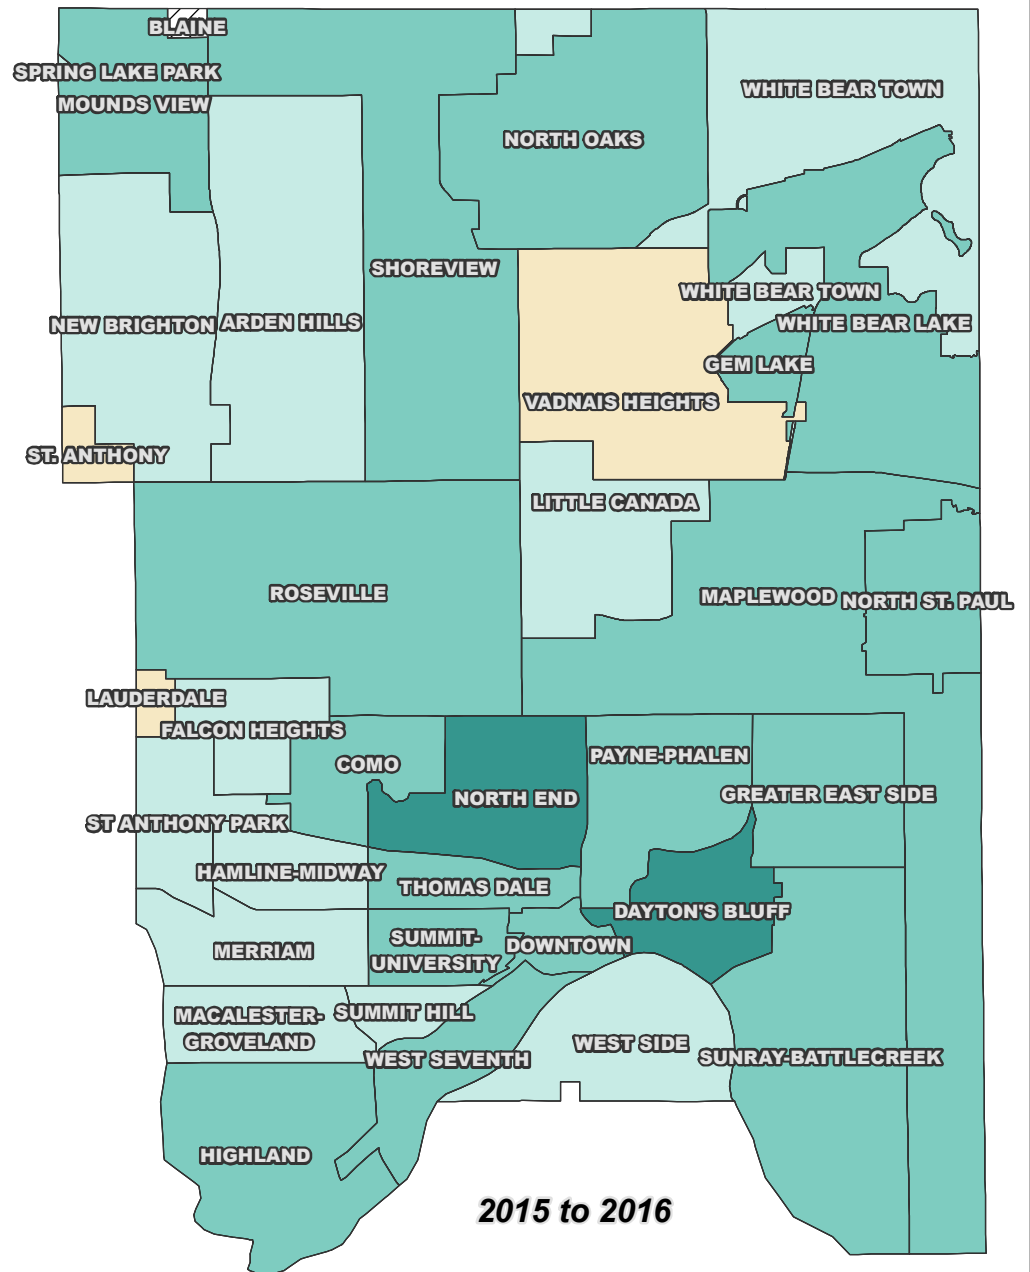 BLAINE
SPRING LAKE PARK
MOUNDS VIEW
WHITE BEAR TOWN
NORTH OAKS
SHOREVIEW
WHITE BEAR TOWN
NEW BRIGHTON
ARDEN HILLS
WHITE BEAR LAKE
GEM LAKE
VADNAIS HEIGHTS
ST. ANTHONY
LITTLE CANADA
ROSEVILLE
MAPLEWOOD
NORTH ST. PAUL
LAUDERDALE
FALCON HEIGHTS
COMO
PAYNE-PHALEN
NORTH END
GREATER EAST SIDE
ST ANTHONY PARK
HAMLINE-MIDWAY
THOMAS DALE
DAYTON'S BLUFF
MERRIAM
SUMMIT-
UNIVERSITY
DOWNTOWN
MACALESTER-
GROVELAND
SUMMIT HILL
WEST SEVENTH
WEST SIDE
SUNRAY-BATTLECREEK
HIGHLAND
2015 to 2016